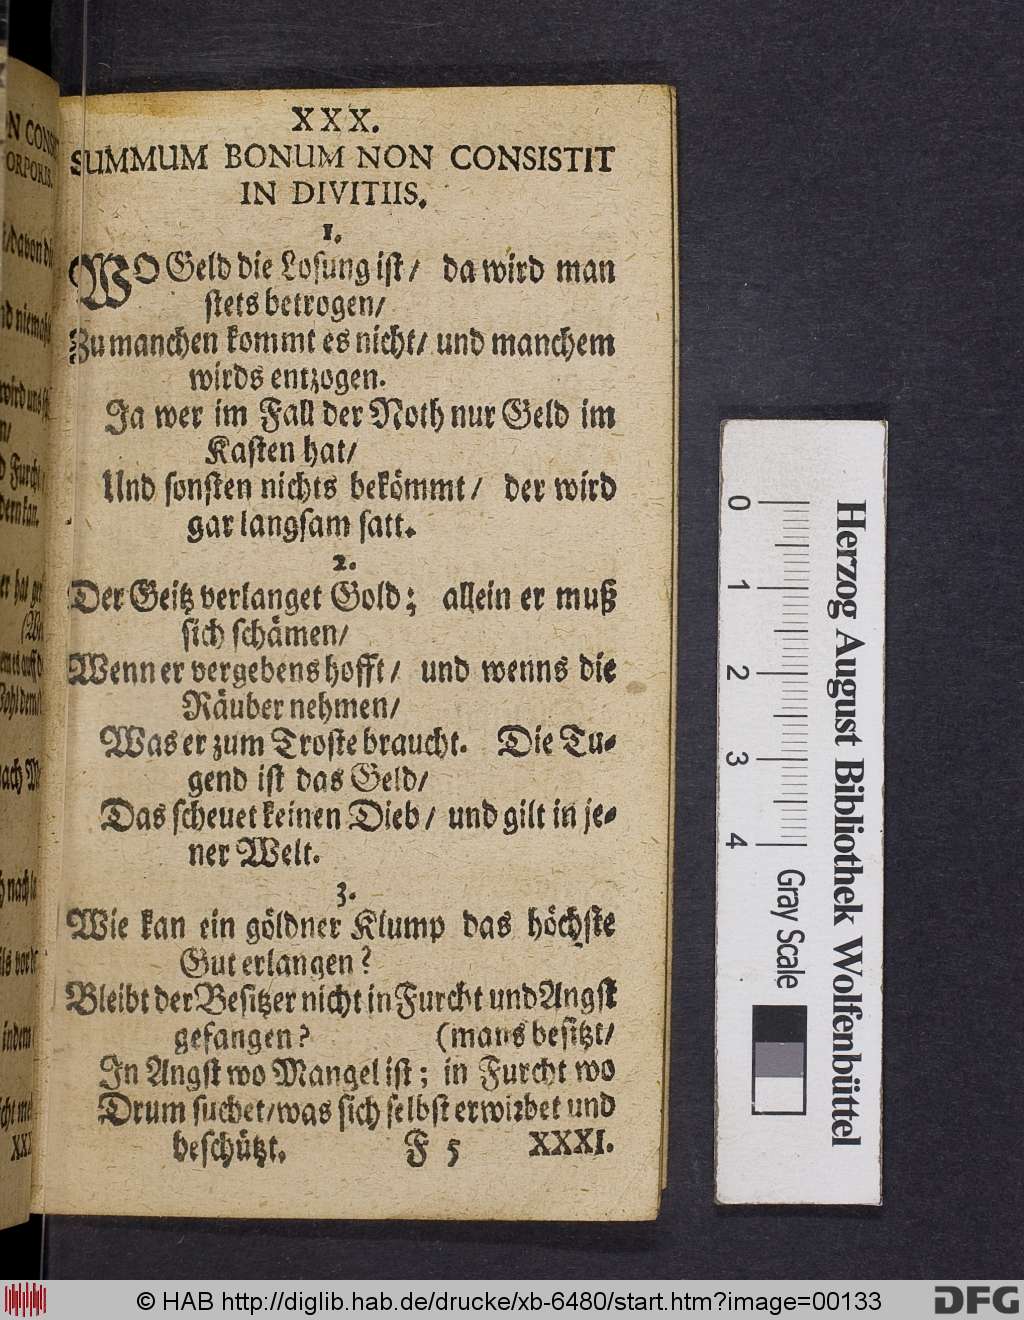 XXX.
SUMMUM BONUM NON CONSISTIT
IN DIVITIIS.
1.
WO Geld die Losung ist/ da wird man
stets betrogen/
Zu manchen kommt es nicht/ und manchem
wirds entzogen.
Ja wer im Fall der Noth nur Geld im
Kasten hat/
Und sonsten nichts bekömmt/ der wird
gar langsam satt.
2.
Der Geitz verlanget Gold; allein er muß
sich schämen/
Wenn er vergebens hofft/ und wenns die
Räuber nehmen/
Was er zum Troste braucht. Die Tu-
gend ist das Geld/
Das scheuet keinen Dieb/ und gilt in je-
ner Welt.
3.
Wie kan ein göldner Klump das höchste
Gut erlangen?
Bleibt der Besitzer nicht in Furcht und Angst
gefangen? (mans besitzt/
In Angst wo Mangel ist; in Furcht wo
Drum suchet/was sich selbst erwirbet und
beschützt. F 5 XXXI.
Herzog August Bibliothek Wolfenbüttel
0 1 2 3 4
Gray Scale
© HAB http://diglib.hab.de/drucke/xb-6480/start.htm?image=00133
DFG